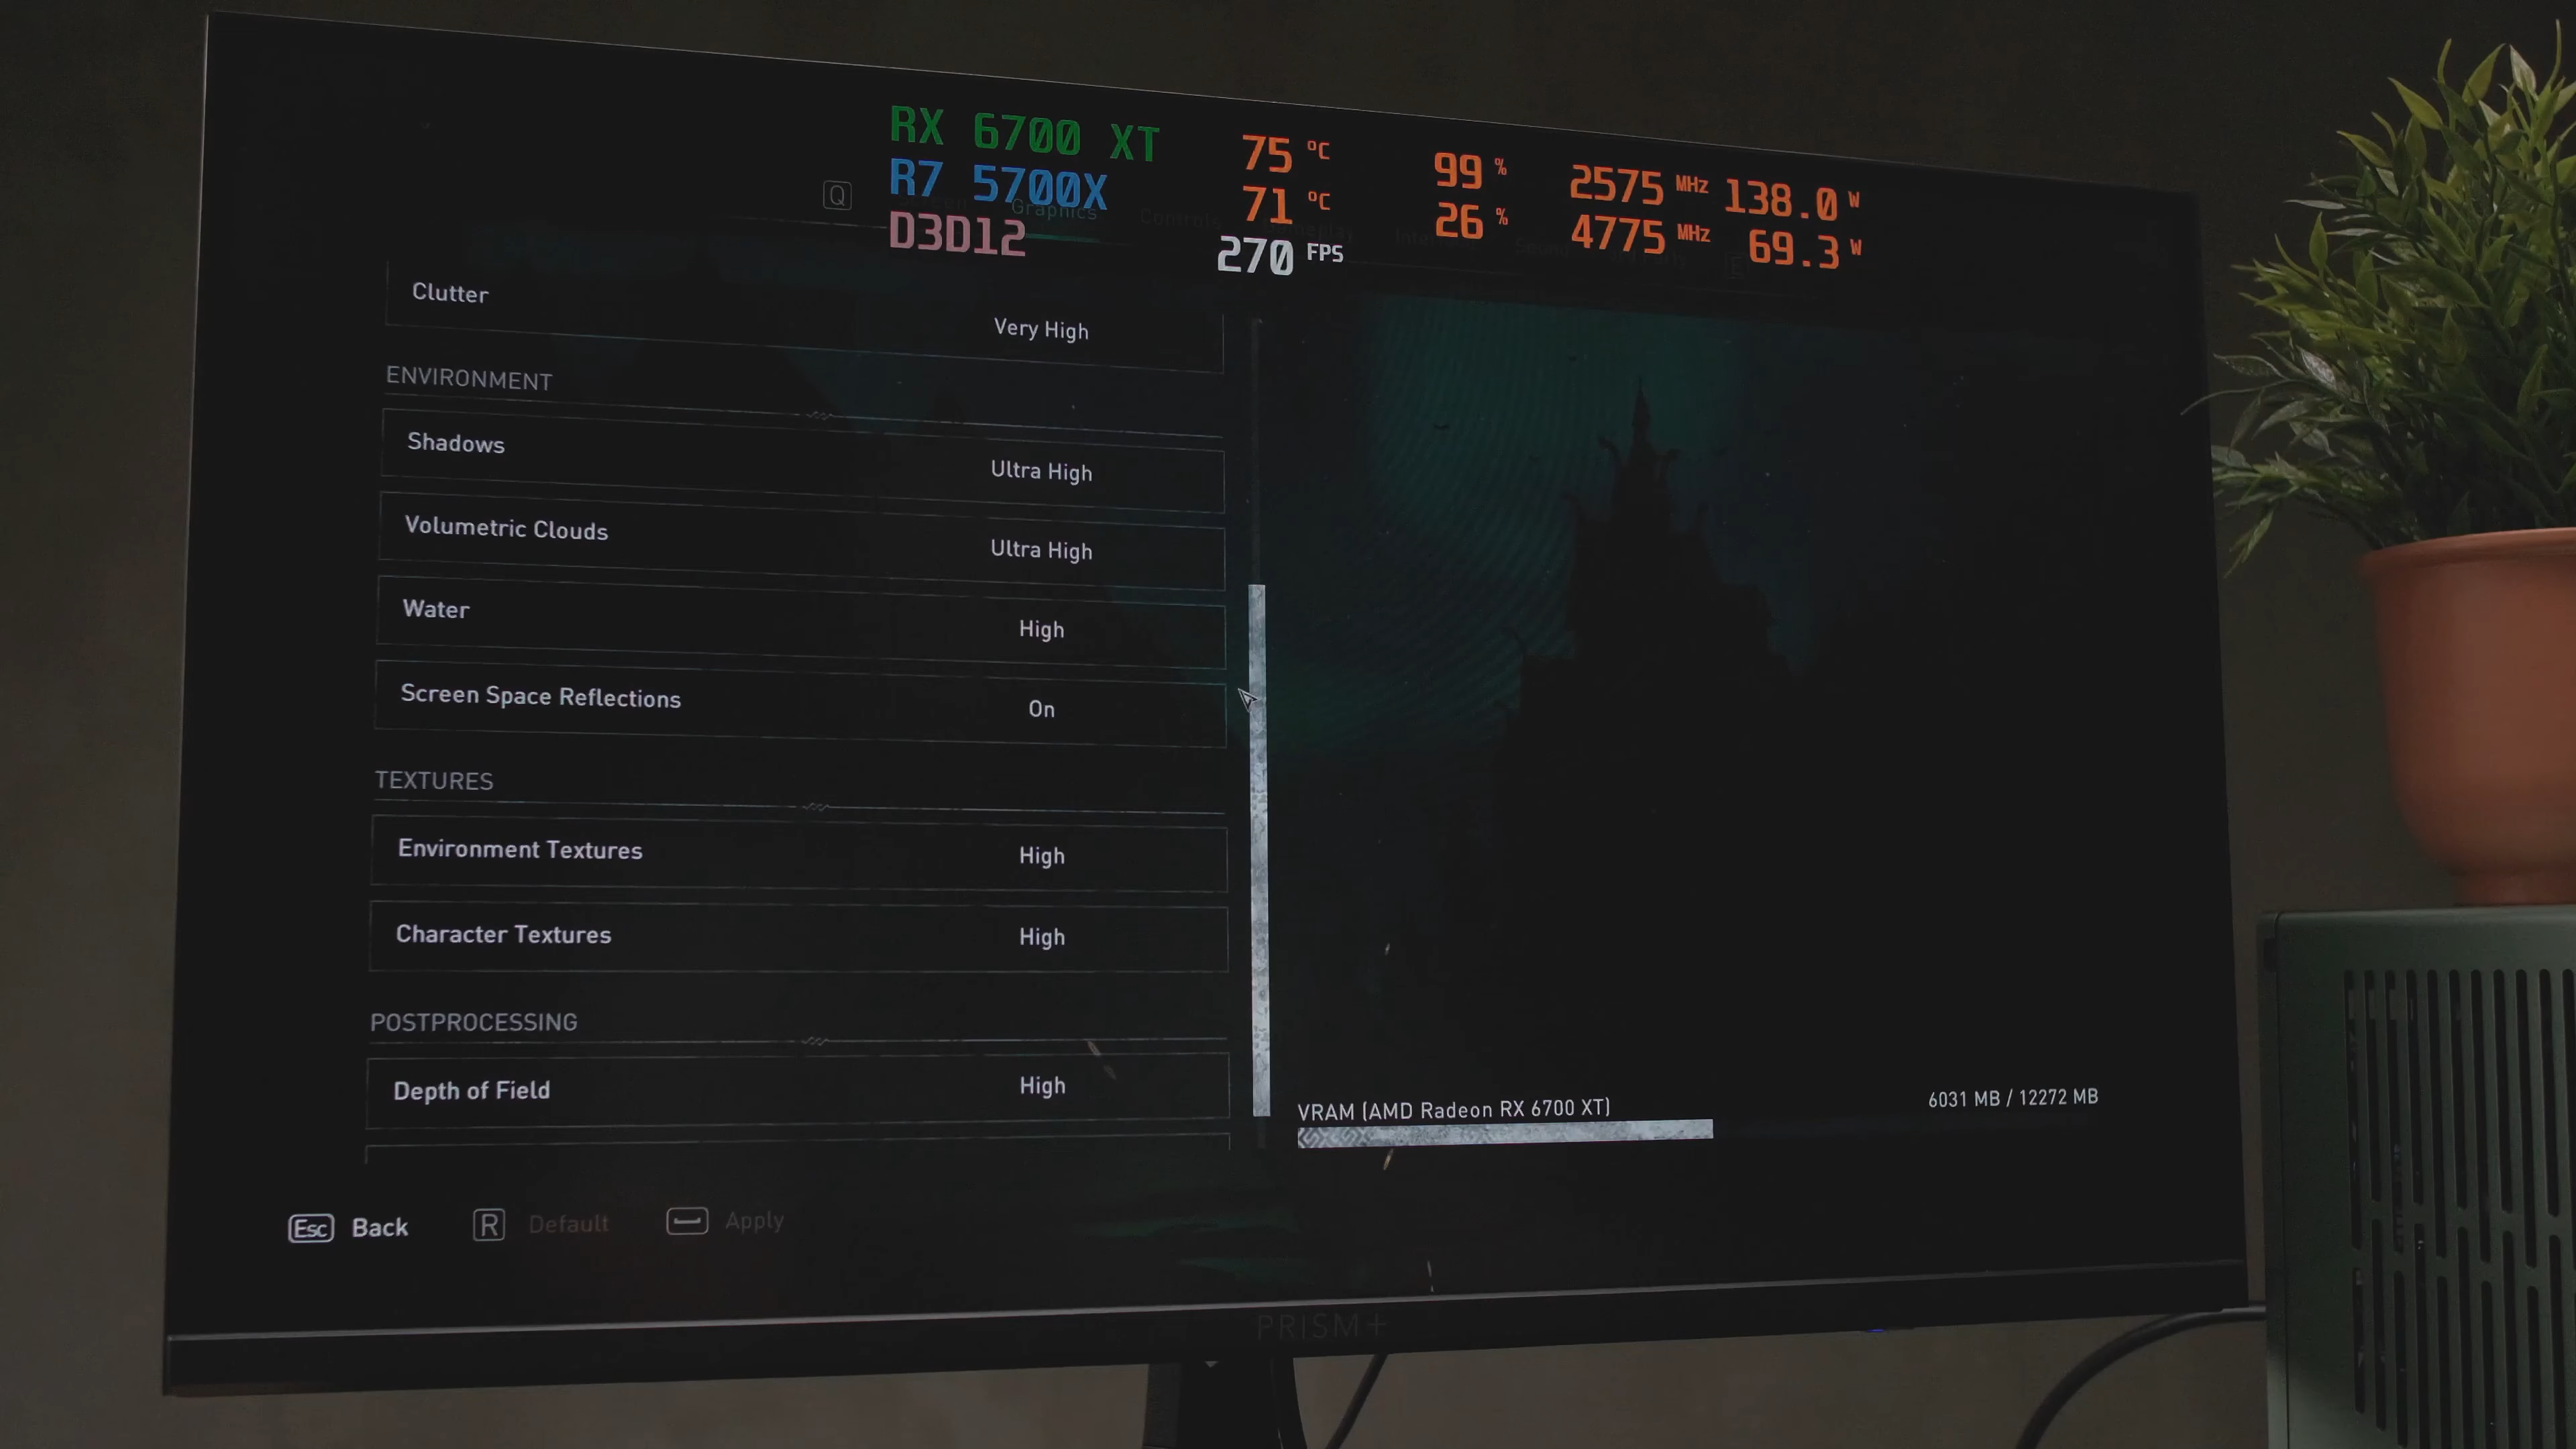 RX 6700 XT 75 °C 99 % 2575 MHz 138.0 W
R7 5700X 71 °C 26 % 4775 MHz 69.3 W
D3D12 270 FPS
Q Graphics Controls
Clutter Very High
ENVIRONMENT
Shadows Ultra High
Volumetric Clouds Ultra High
Water High
Screen Space Reflections On
TEXTURES
Environment Textures High
Character Textures High
POSTPROCESSING
Depth of Field High
VRAM (AMD Radeon RX 6700 XT) 6031 MB / 12272 MB
Esc Back R Default Apply
PRISM+